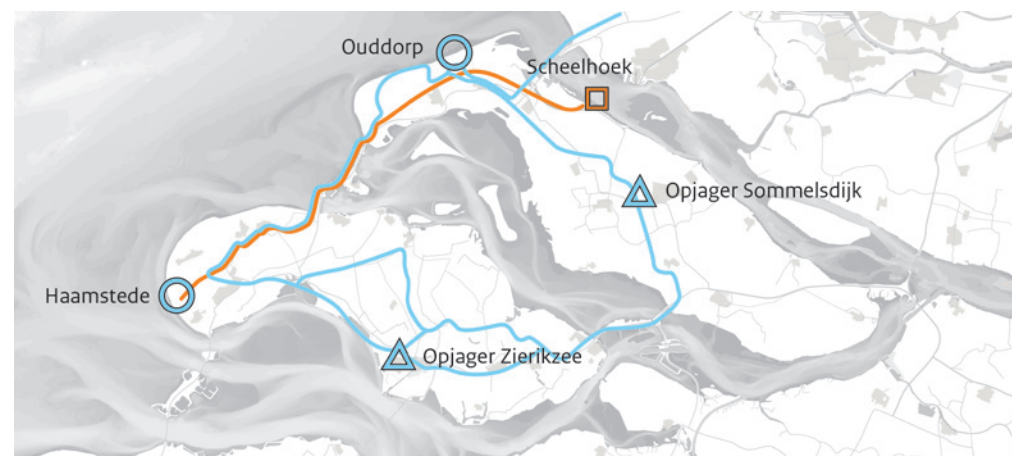 Ouddorp
Scheelhoek
Opjager Sommelsdijk
Haamstede
Opjager Zierikzee